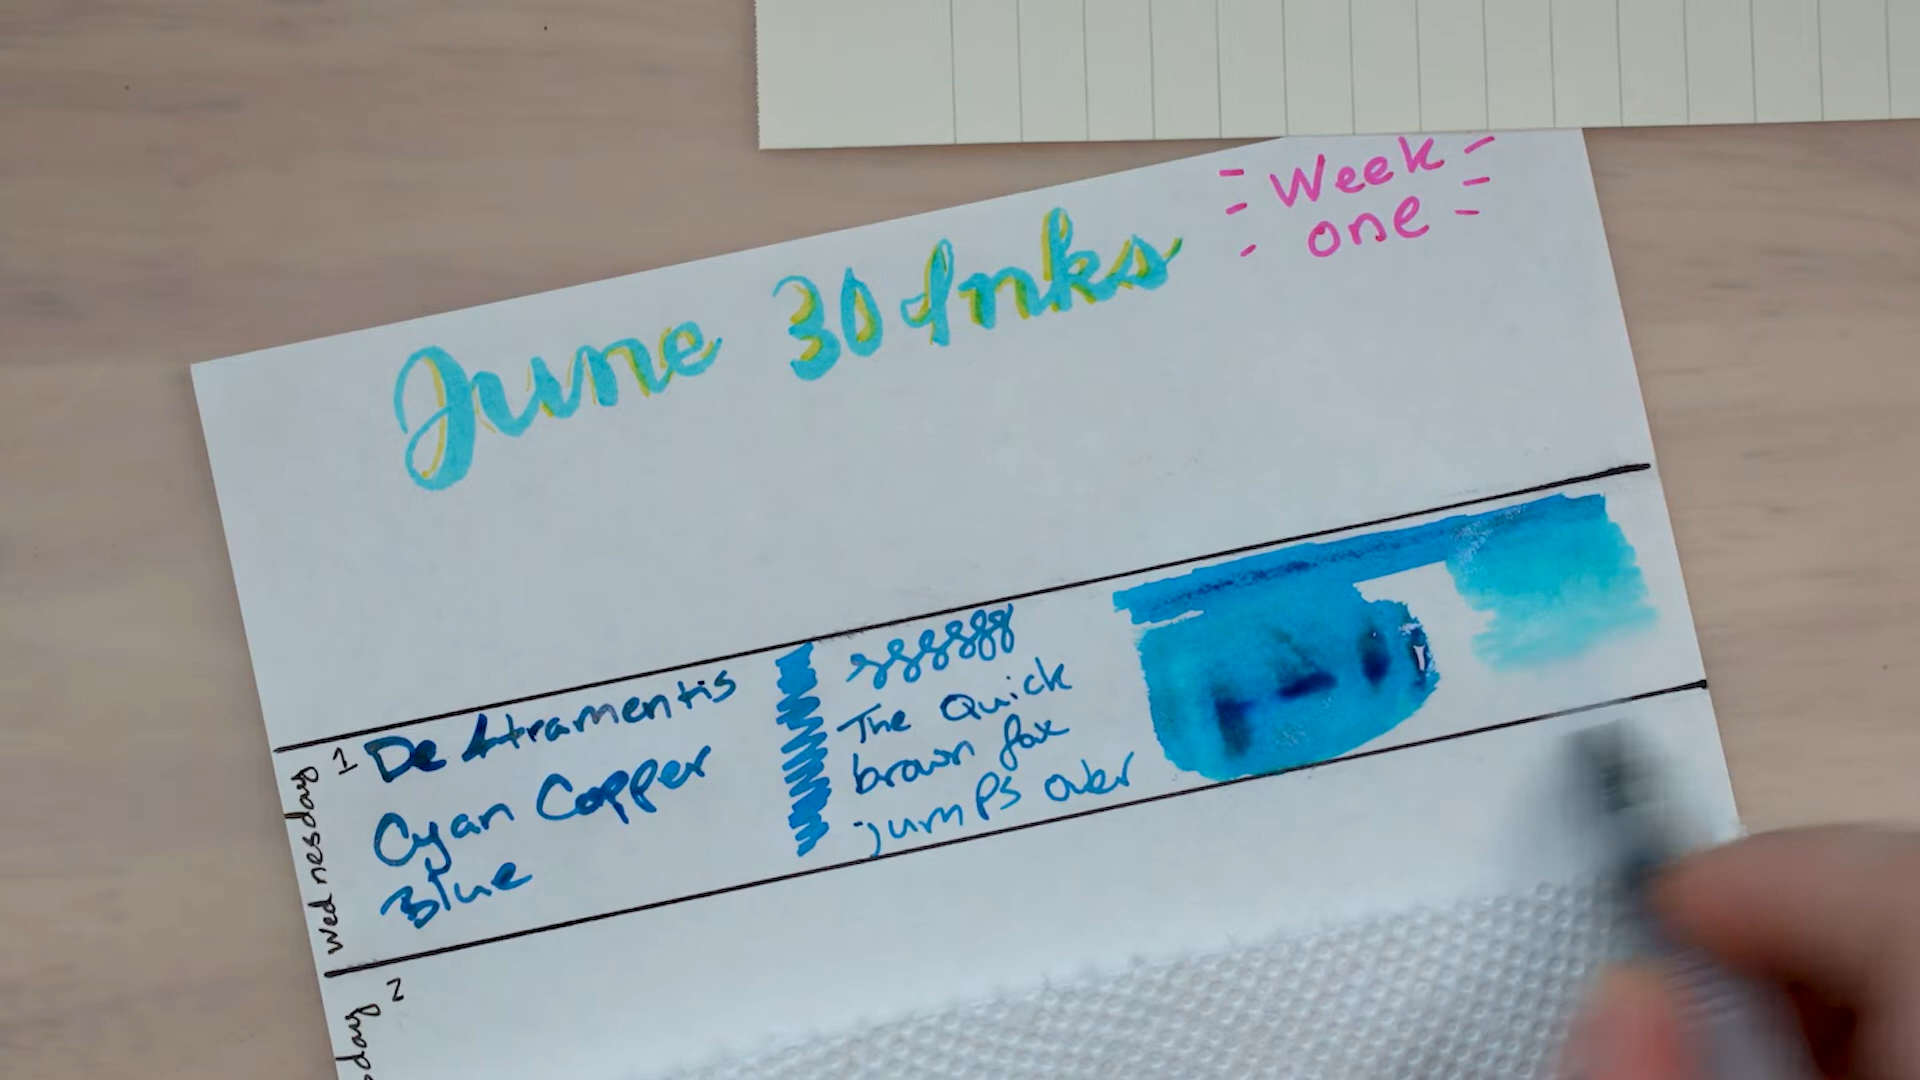 Week
one
June 30 Inks
Wednesday
1
De Atramentis
Cyan Copper
Blue
The Quick
brown fox
jumps over
2